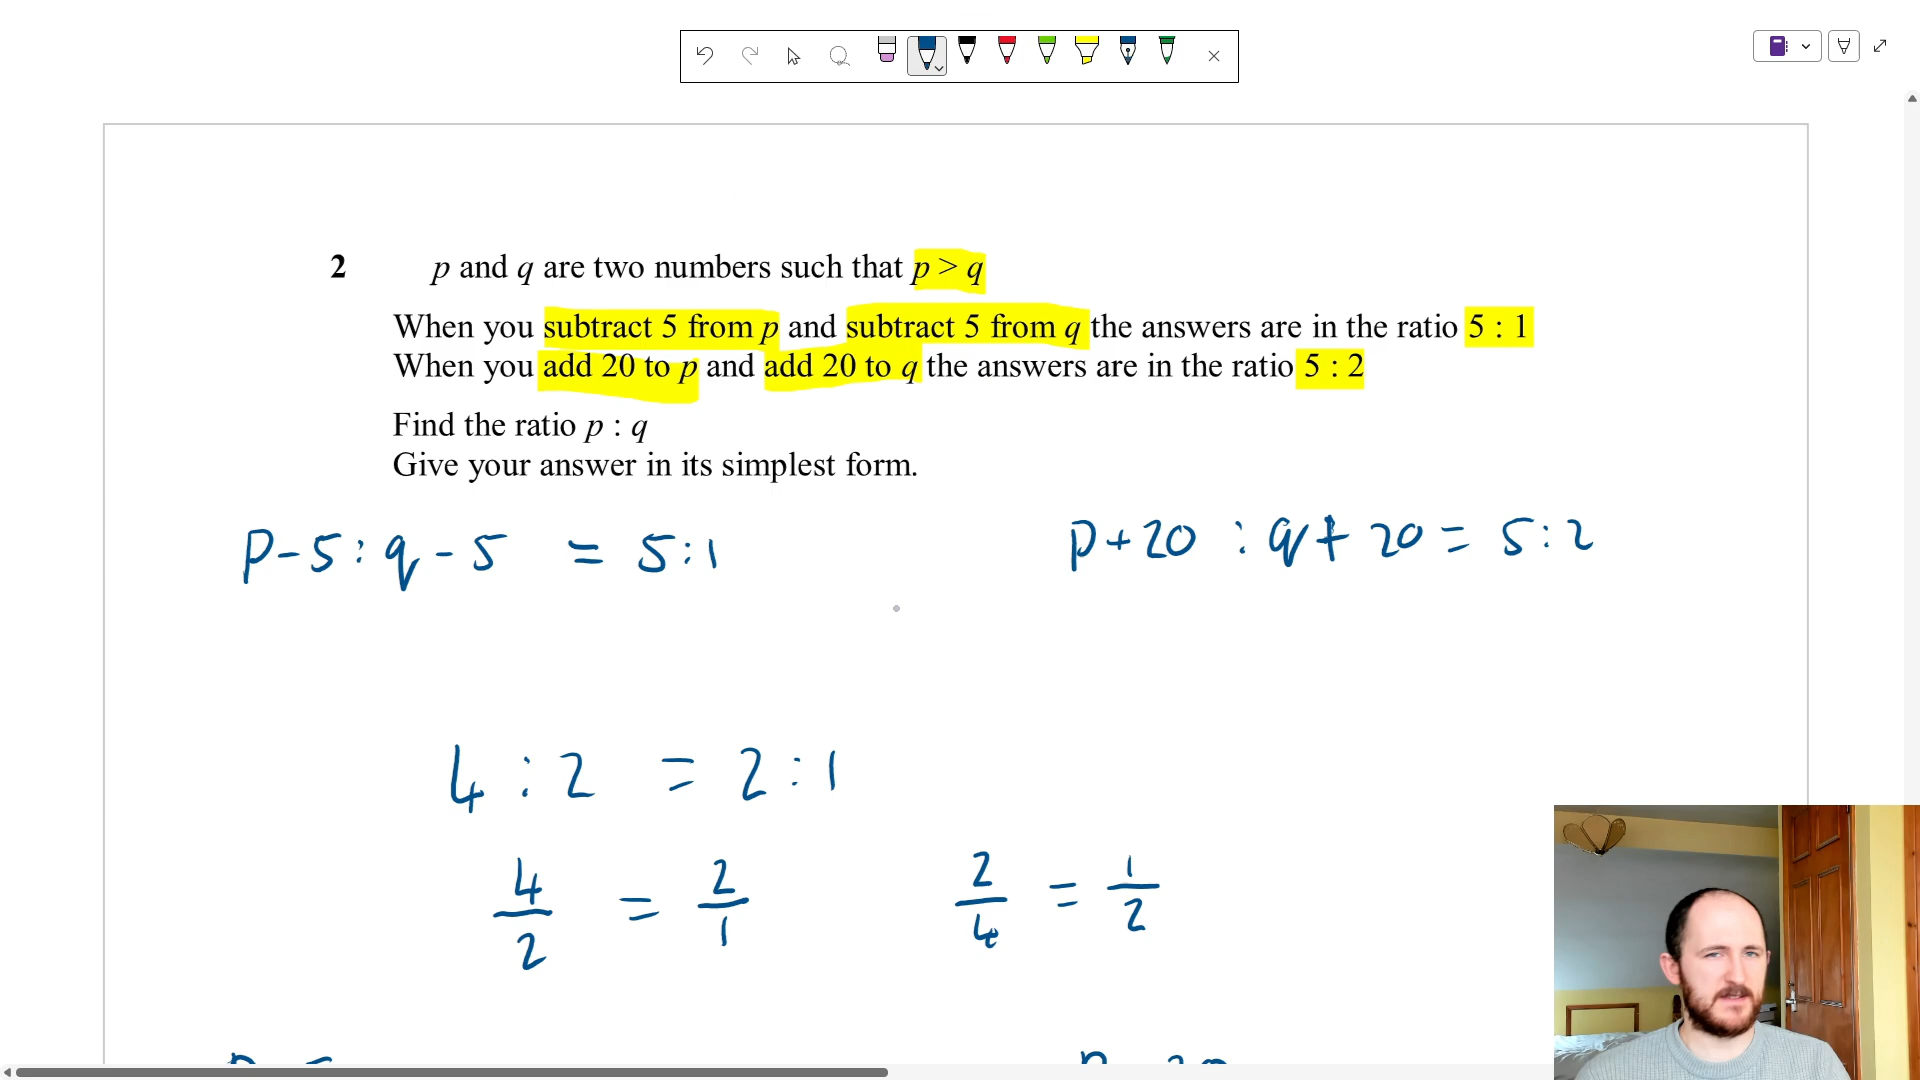 2 p and q are two numbers such that p > q
When you subtract 5 from p and subtract 5 from q the answers are in the ratio 5 : 1
When you add 20 to p and add 20 to q the answers are in the ratio 5 : 2
Find the ratio p : q
Give your answer in its simplest form.
p-5 : q-5 = 5:1
p+20 : q+20 = 5:2
4 : 2 = 2 : 1
4/2 = 2/1
2/4 = 1/2